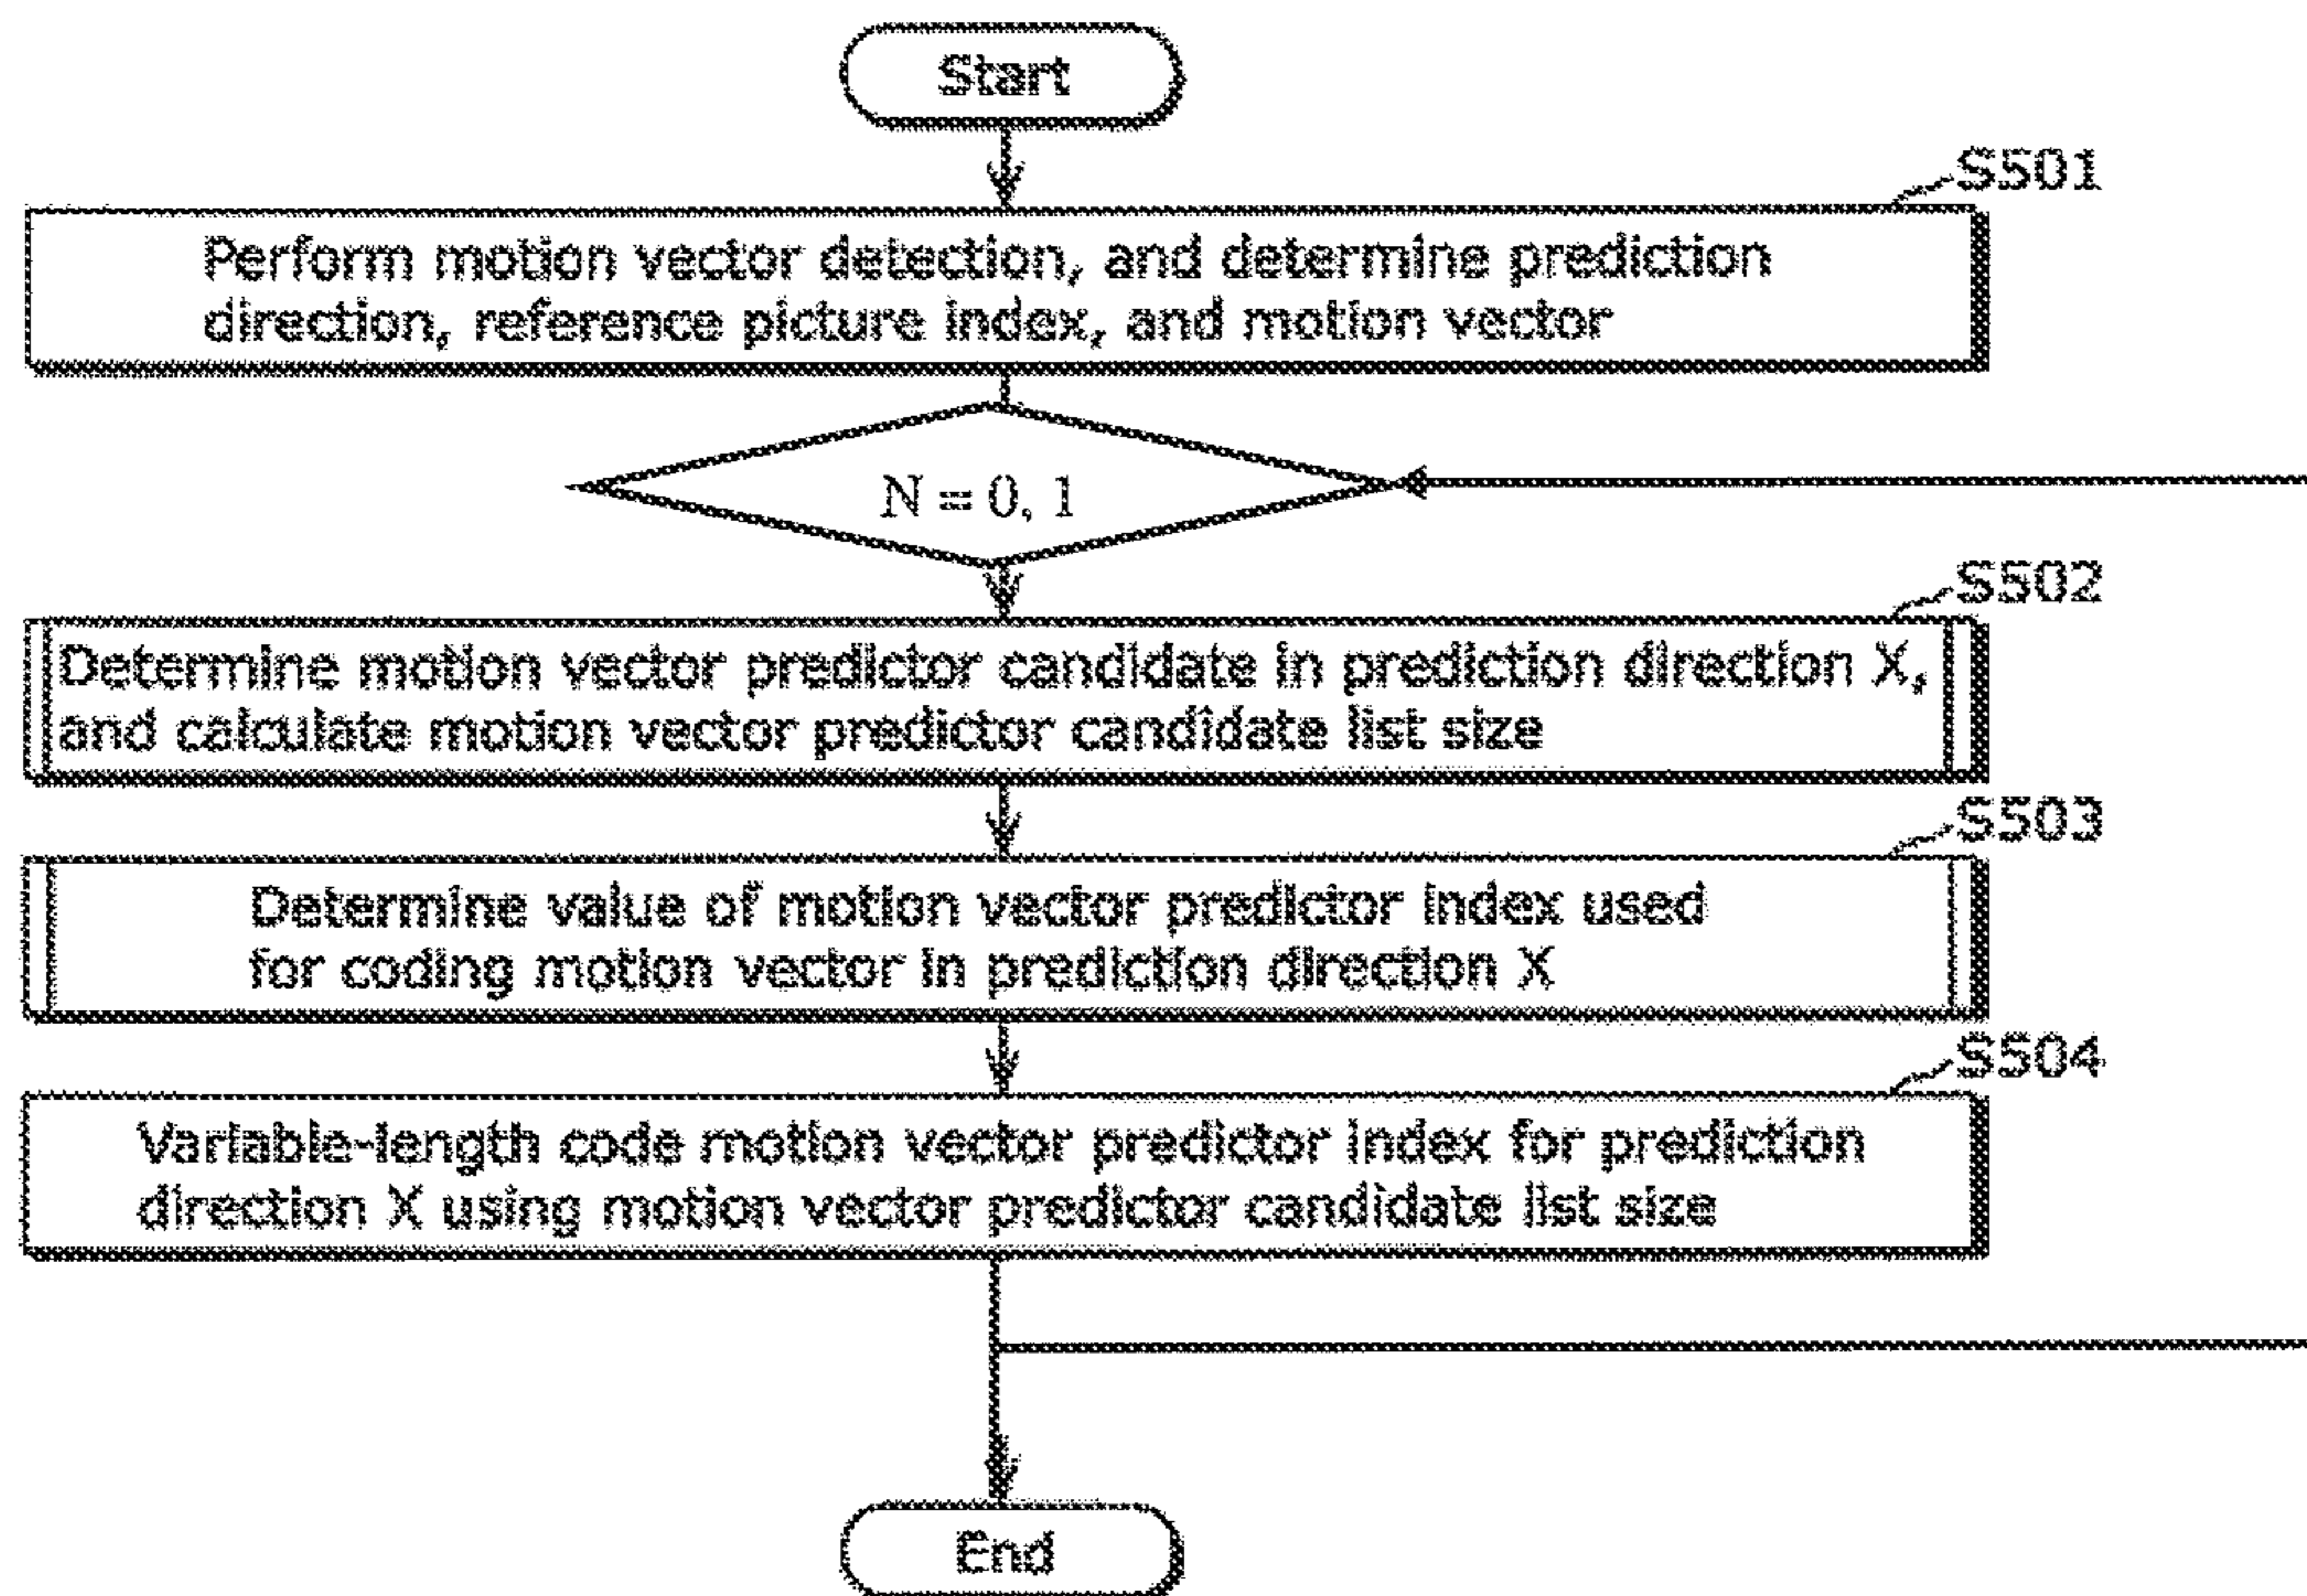 Start
S501
Perform motion vector detection, and determine prediction
direction, reference picture index, and motion vector
N = 0, 1
S502
Determine motion vector predictor candidate in prediction direction X,
and calculate motion vector predictor candidate list size
S503
Determine value of motion vector predictor index used
for coding motion vector in prediction direction X
S504
Variable-length code motion vector predictor index for prediction
direction X using motion vector predictor candidate list size
End